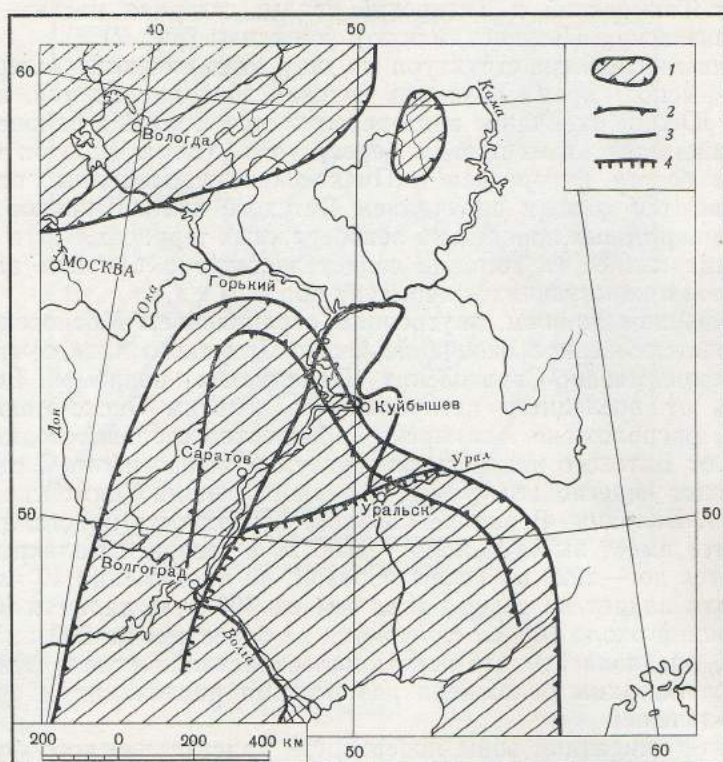 40
50
60
1
2
3
4
Кама
Вологда
МОСКВА
Ока
Горький
Дон
Куйбышев
Саратов
Урал
Уральск
50
50
Волгоград
Волга
200 0 200 400 км
50
60